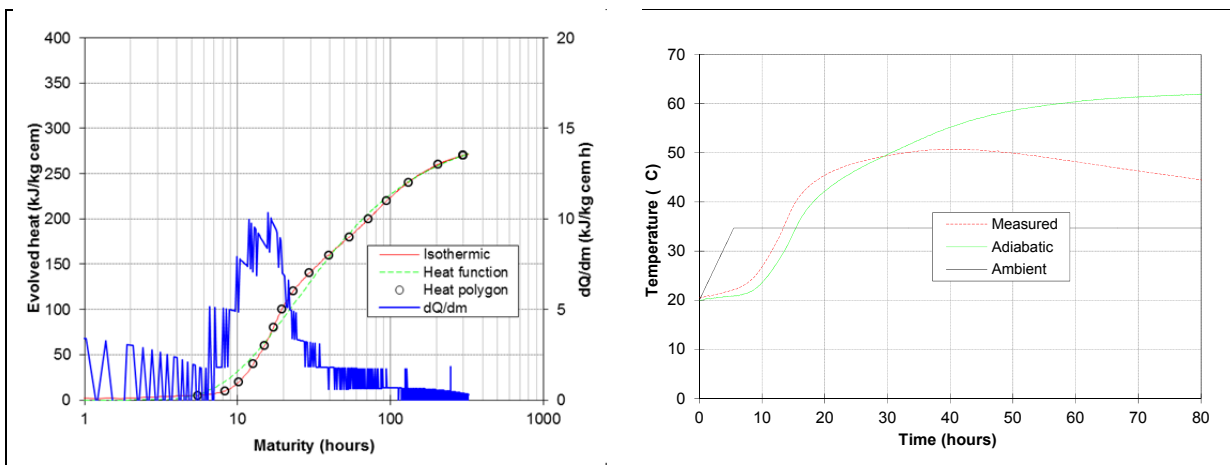 400
350
300
250
200
150
100
50
0
20
15
10
5
0
1
10
100
1000
Evolved heat (kJ/kg cem)
dQ/dm (kJ/kg cem h)
Maturity (hours)
Isothermic
Heat function
Heat polygon
dQ/dm
70
60
50
40
30
20
10
0
0
10
20
30
40
50
60
70
80
Temperature ( C)
Time (hours)
Measured
Adiabatic
Ambient